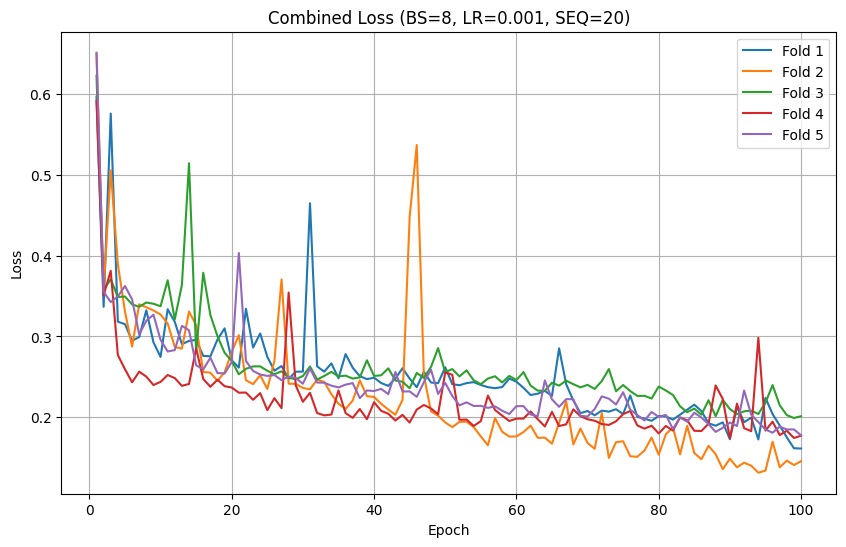 Combined Loss (BS=8, LR=0.001, SEQ=20)
Fold 1
Fold 2
Fold 3
Fold 4
Fold 5
Loss
0.6
0.5
0.4
0.3
0.2
0 20 40 60 80 100
Epoch